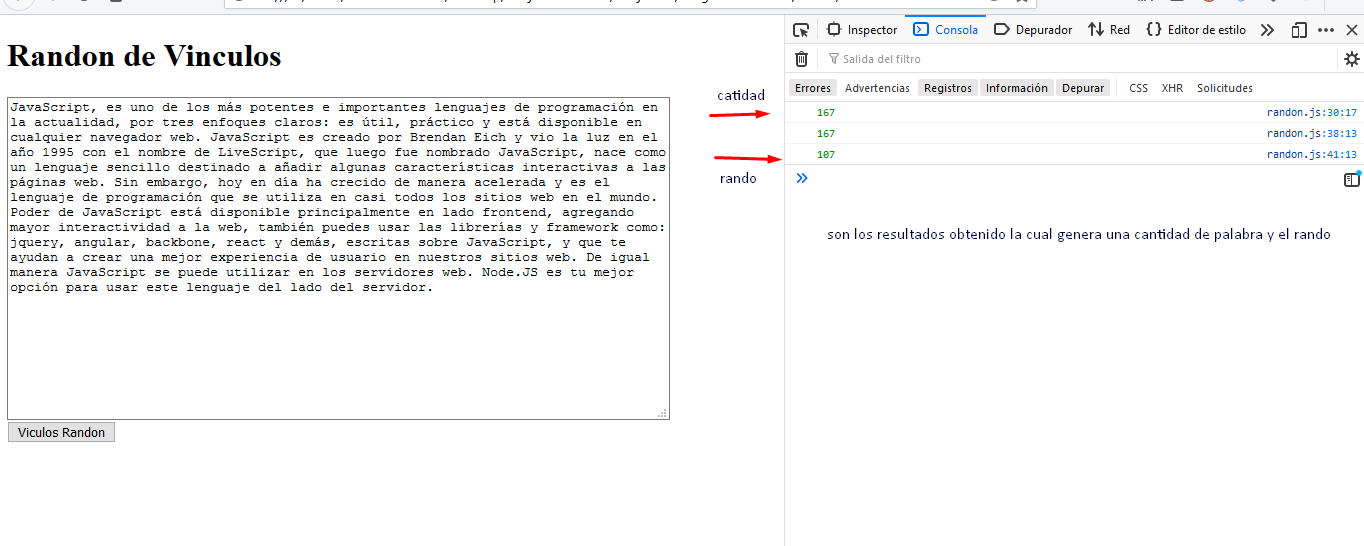 Randon de Vinculos
JavaScript, es uno de los más potentes e importantes lenguajes de programación en
la actualidad, por tres enfoques claros: es útil, práctico y está disponible en
cualquier navegador web. JavaScript es creado por Brendan Eich y vio la luz en el
año 1995 con el nombre de LiveScript, que luego fue nombrado JavaScript, nace como
un lenguaje sencillo destinado a añadir algunas características interactivas a las
páginas web. Sin embargo, hoy en día ha crecido de manera acelerada y es el
lenguaje de programación que se utiliza en casi todos los sitios web en el mundo.
Poder de JavaScript está disponible principalmente en lado frontend, agregando
mayor interactividad a la web, también puedes usar las librerías y framework como:
jquery, angular, backbone, react y demás, escritas sobre JavaScript, y que te
ayudan a crear una mejor experiencia de usuario en nuestros sitios web. De igual
manera JavaScript se puede utilizar en los servidores web. Node.JS es tu mejor
opción para usar este lenguaje del lado del servidor.
Viculos Randon
catidad
rando
Inspector Consola Depurador Red Editor de estilo
Salida del filtro
Errores Advertencias Registros Información Depurar CSS XHR Solicitudes
167 randon.js:30:17
167 randon.js:38:13
107 randon.js:41:13
son los resultados obtenido la cual genera una cantidad de palabra y el rando